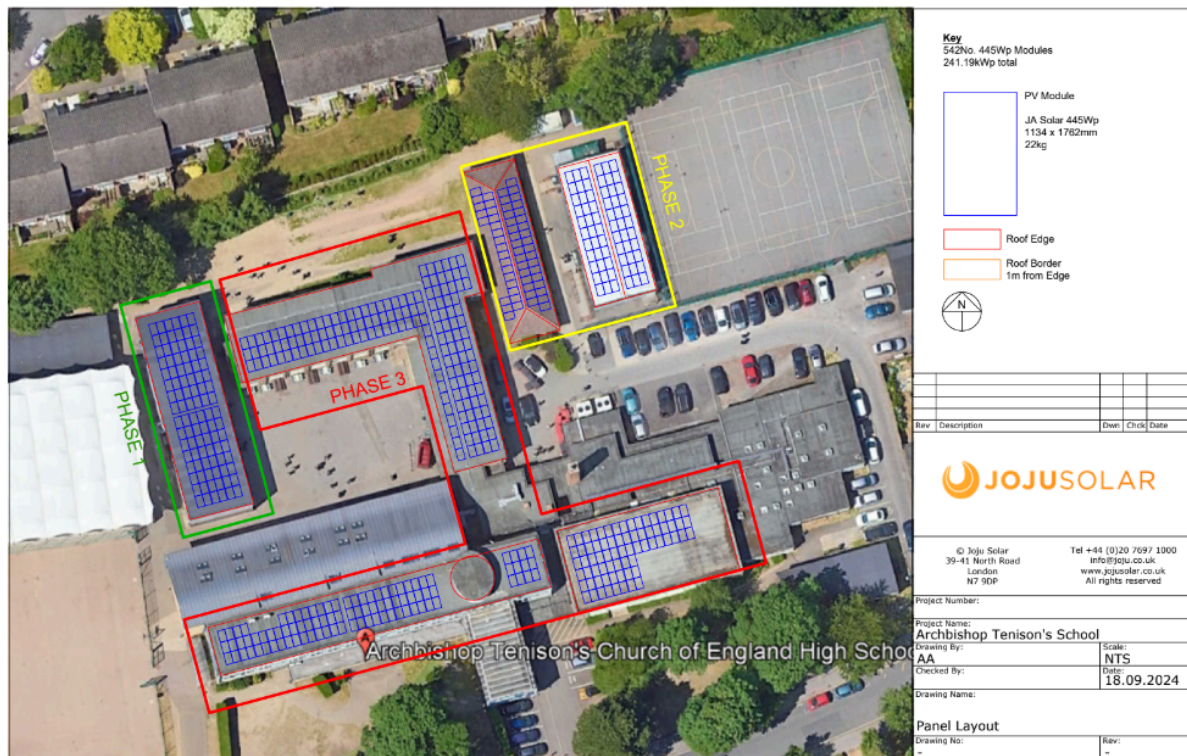 Key
542No. 445Wp Modules
241.19kWp total
PV Module
JA Solar 445Wp
1134 x 1762mm
22kg
Roof Edge
Roof Border
1m from Edge
N
PHASE 1
PHASE 2
PHASE 3
A
Archbishop Tenison's Church of England High Schoo
Rev Description Dwn Chck Date
JOJUSOLAR
© Joju Solar
39-41 North Road
London
N7 9DP
Tel +44 (0)20 7697 1000
info@joju.co.uk
www.jojusolar.co.uk
All rights reserved
Project Number:
Project Name:
Archbishop Tenison's School
Drawing By:
AA
Scale:
NTS
Checked By:
Date:
18.09.2024
Drawing Name:
Panel Layout
Drawing No:
-
Rev:
-